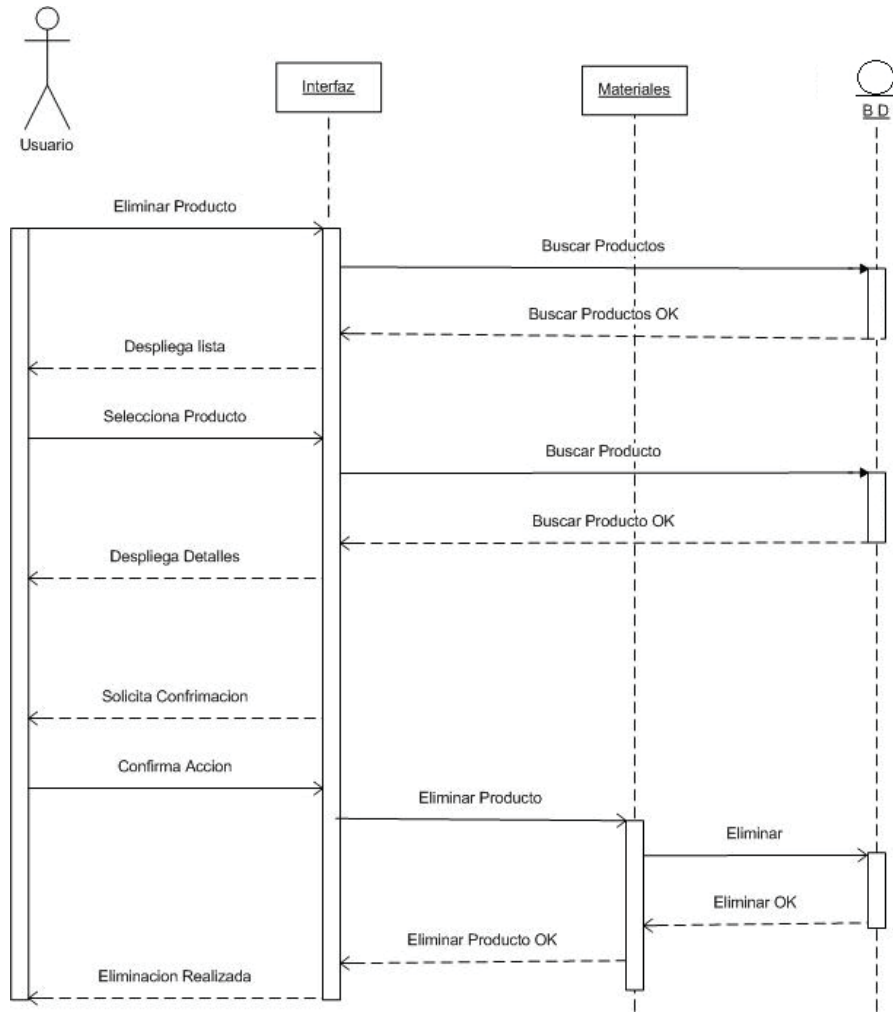 Usuario
Interfaz
Materiales
B D
Eliminar Producto
Buscar Productos
Buscar Productos OK
Despliega lista
Selecciona Producto
Buscar Producto
Buscar Producto OK
Despliega Detalles
Solicita Confrimacion
Confirma Accion
Eliminar Producto
Eliminar
Eliminar OK
Eliminar Producto OK
Eliminacion Realizada